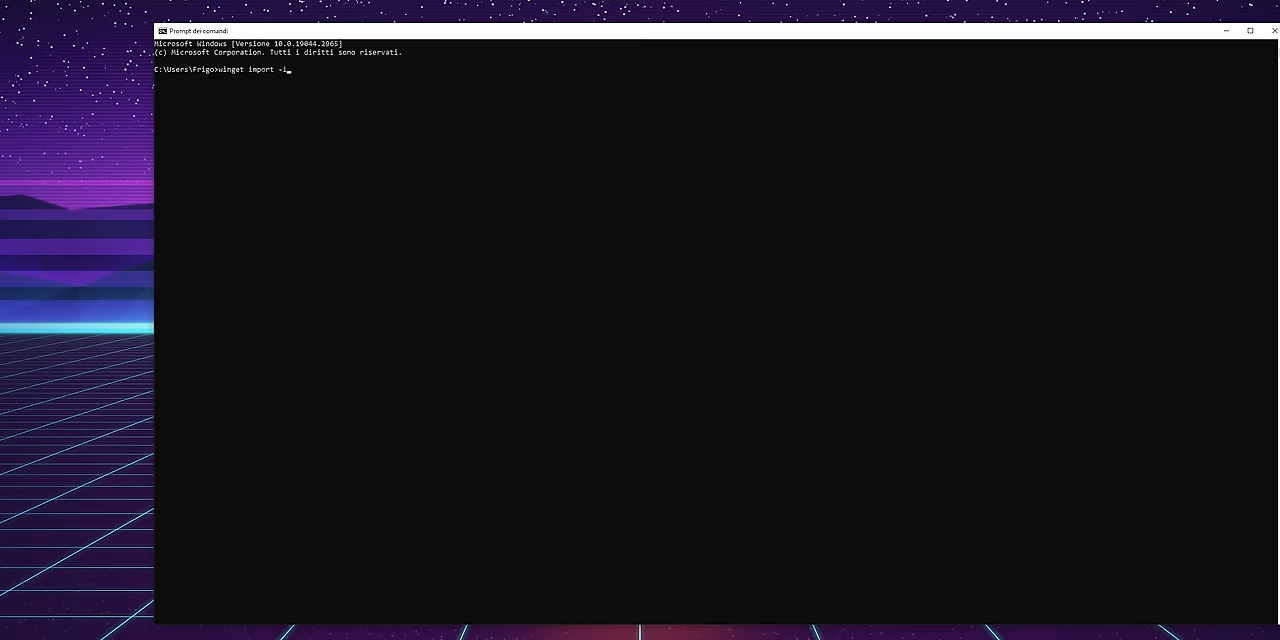 Prompt dei comandi
Microsoft Windows [Versione 10.0.19044.2965]
(c) Microsoft Corporation. Tutti i diritti sono riservati.
C:\Users\Frigo>winget import -i_